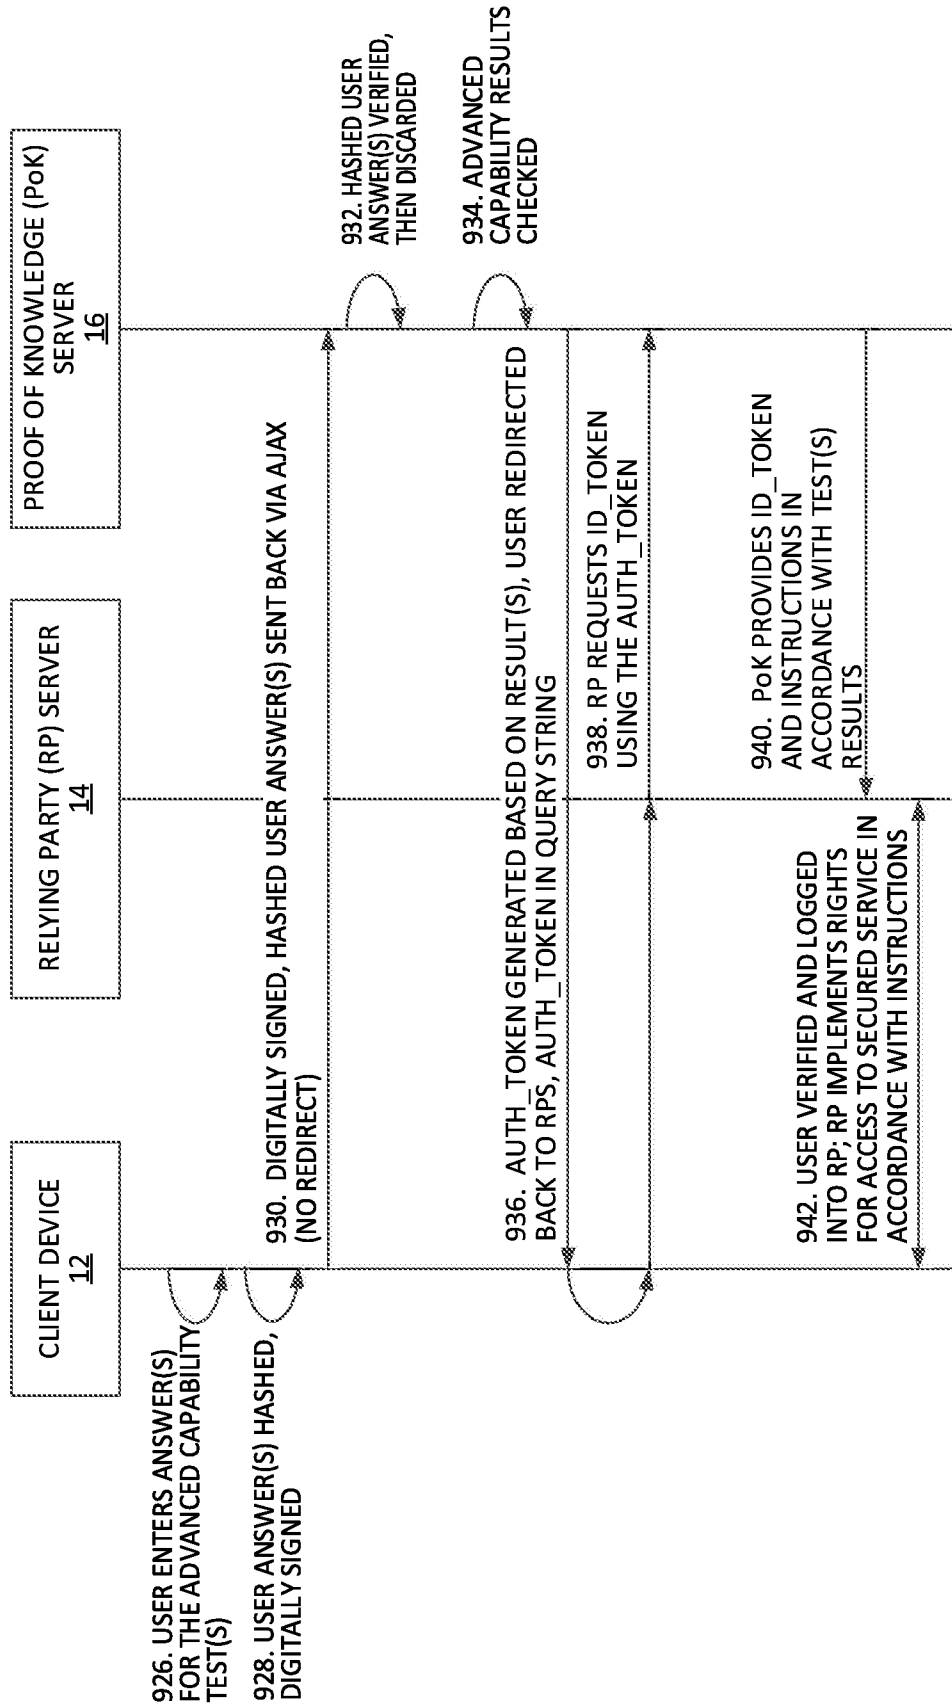 CLIENT DEVICE
12
RELYING PARTY (RP) SERVER
14
PROOF OF KNOWLEDGE (PoK)
SERVER
16
926. USER ENTERS ANSWER(S)
FOR THE ADVANCED CAPABILITY
TEST(S)
928. USER ANSWER(S) HASHED,
DIGITALLY SIGNED
930. DIGITALLY SIGNED, HASHED USER ANSWER(S) SENT BACK VIA AJAX
(NO REDIRECT)
932. HASHED USER
ANSWER(S) VERIFIED,
THEN DISCARDED
934. ADVANCED
CAPABILITY RESULTS
CHECKED
936. AUTH_TOKEN GENERATED BASED ON RESULT(S), USER REDIRECTED
BACK TO RPS, AUTH_TOKEN IN QUERY STRING
938. RP REQUESTS ID_TOKEN
USING THE AUTH_TOKEN
940. PoK PROVIDES ID_TOKEN
AND INSTRUCTIONS IN
ACCORDANCE WITH TEST(S)
RESULTS
942. USER VERIFIED AND LOGGED
INTO RP; RP IMPLEMENTS RIGHTS
FOR ACCESS TO SECURED SERVICE IN
ACCORDANCE WITH INSTRUCTIONS